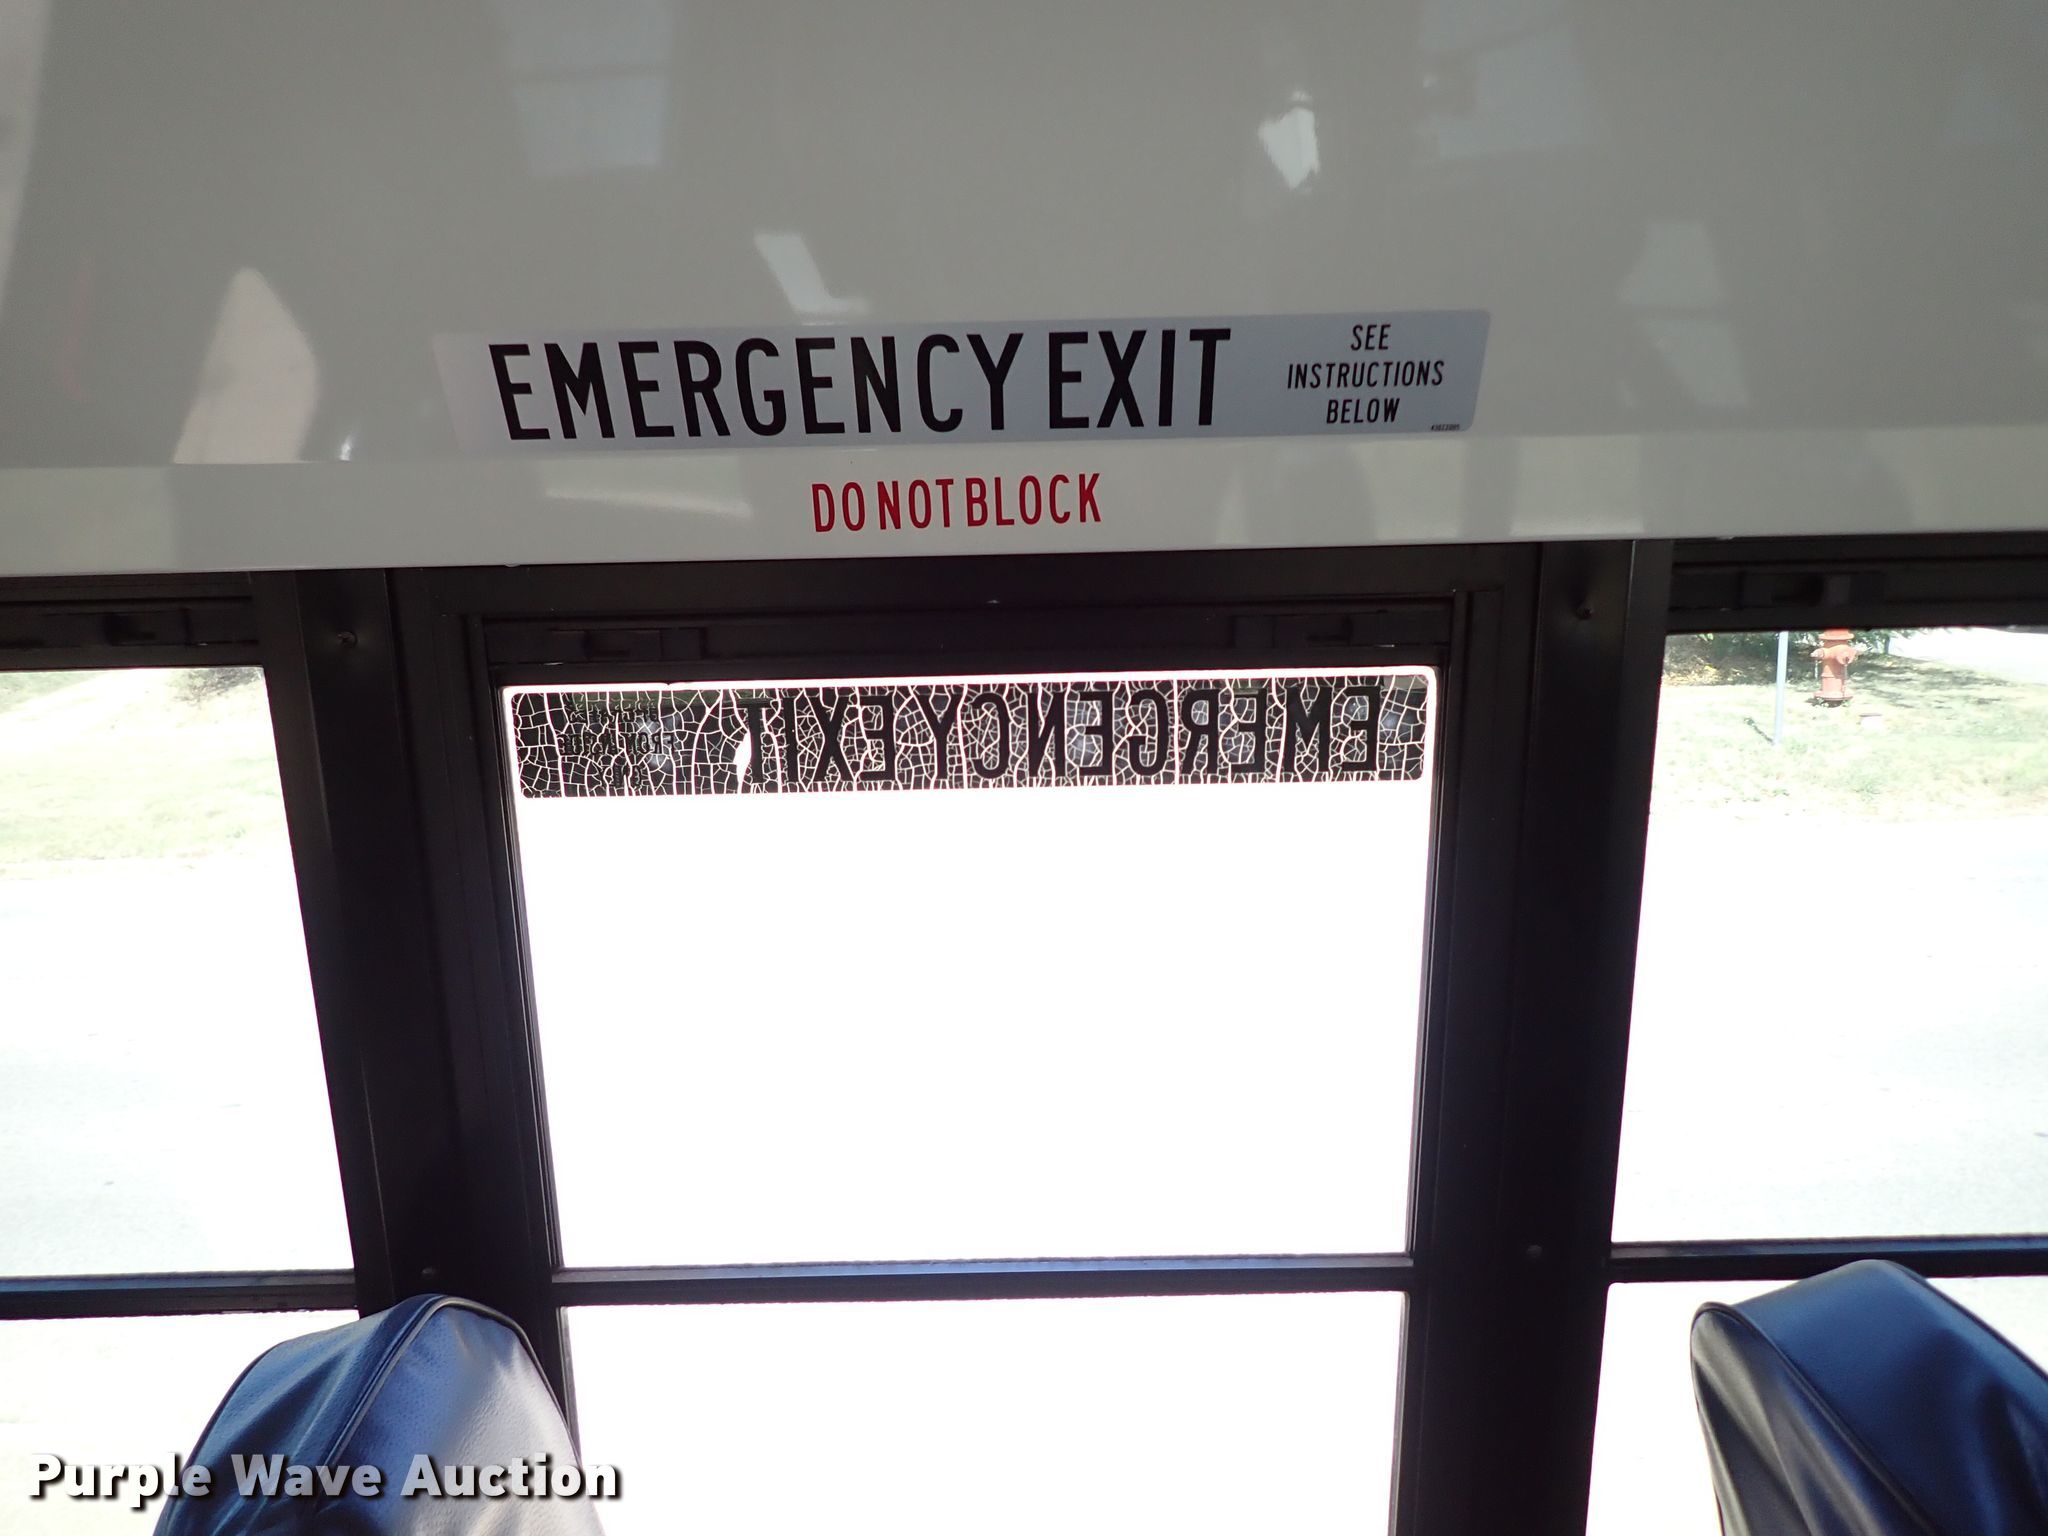 EMERGENCY EXIT
SEE
INSTRUCTIONS
BELOW
DO NOT BLOCK
EMERGENCY EXIT
Purple Wave Auction